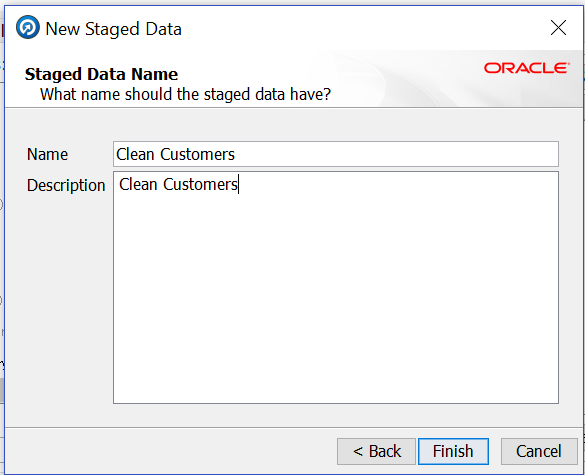 New Staged Data
Staged Data Name
ORACLE
What name should the staged data have?
Name Clean Customers
Description Clean Customers
< Back Finish Cancel